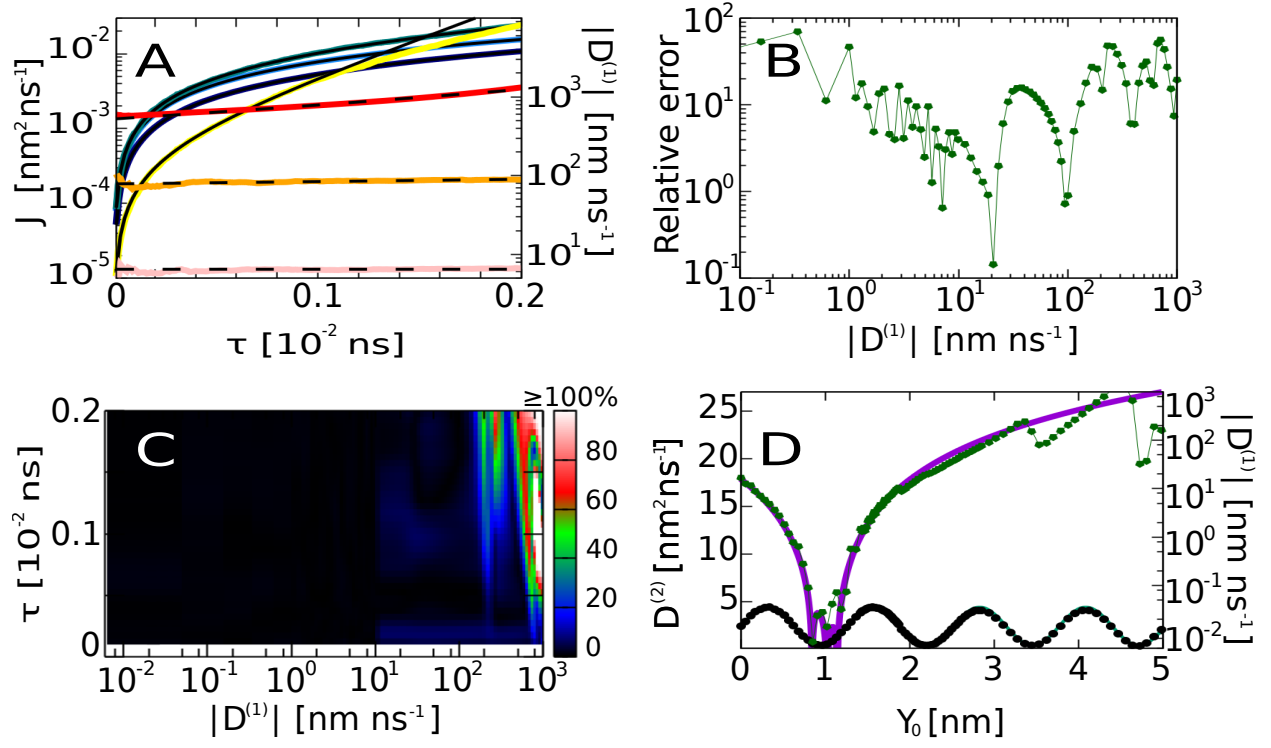 A
10⁻²
10⁻³
10⁻⁴
10⁻⁵
J [nm²ns⁻¹]
0 0.1 0.2
τ [10⁻² ns]
10³
10²
10¹
|D⁽¹⁾| [nm ns⁻¹]
B
10²
10¹
10⁰
10⁻¹
Relative error
10⁻¹ 10⁰ 10¹ 10² 10³
|D⁽¹⁾| [nm ns⁻¹]
C
0.2
0.1
0
τ [10⁻² ns]
10⁻² 10⁻¹ 10⁰ 10¹ 10² 10³
|D⁽¹⁾| [nm ns⁻¹]
≥100%
80
60
40
20
0
D
25
20
15
10
5
D⁽²⁾ [nm²ns⁻¹]
0 1 2 3 4 5
Y₀ [nm]
10³
10²
10¹
10⁰
10⁻¹
10⁻²
|D⁽¹⁾| [nm ns⁻¹]